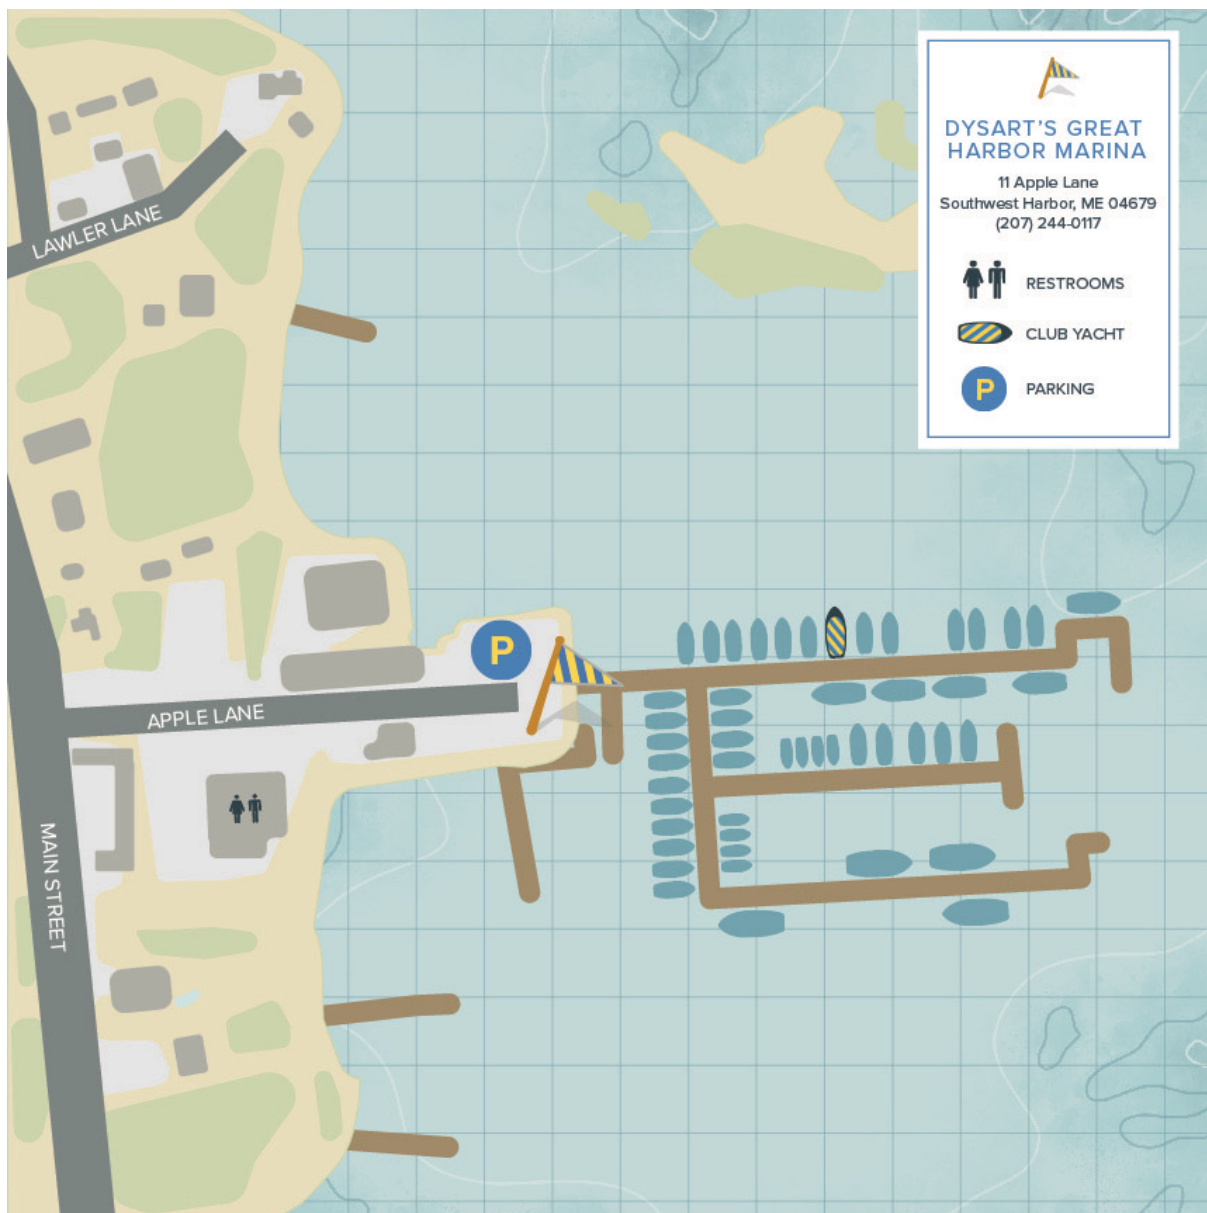 DYSART'S GREAT
HARBOR MARINA
11 Apple Lane
Southwest Harbor, ME 04679
(207) 244-0117
RESTROOMS
CLUB YACHT
P PARKING
LAWLER LANE
P
APPLE LANE
MAIN STREET